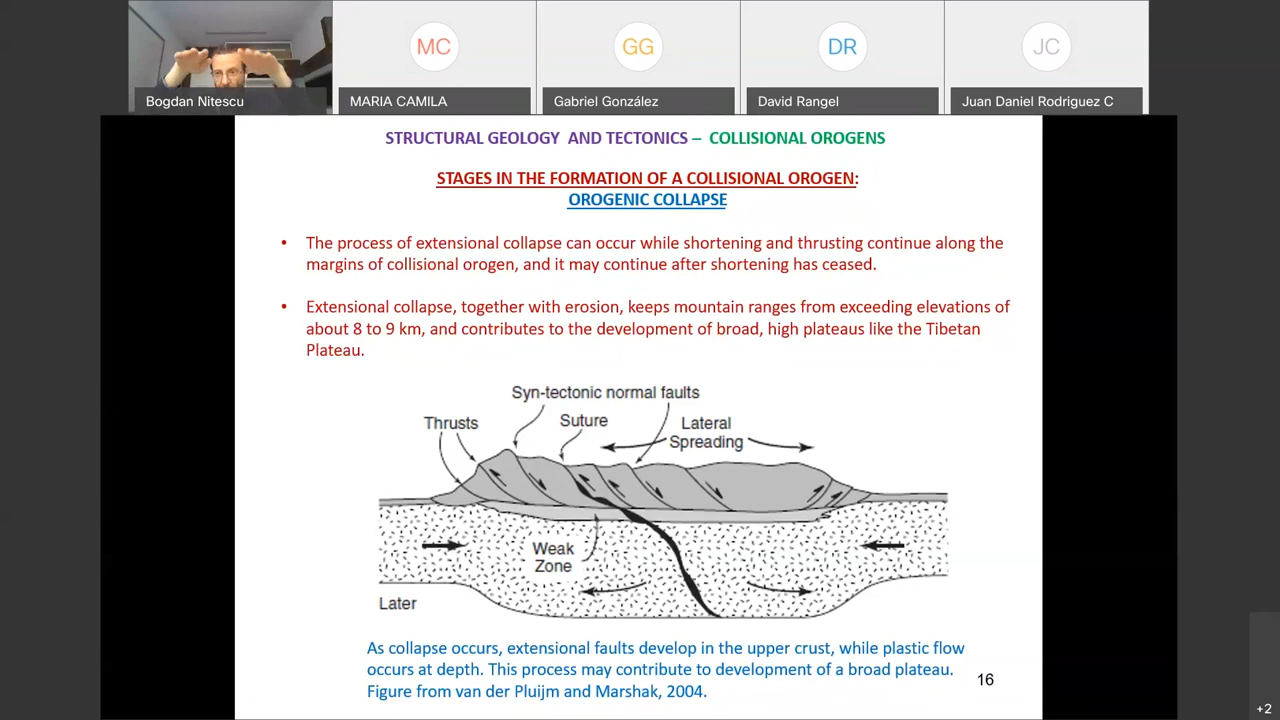 MC
GG
DR
JC
Bogdan Nitescu
MARIA CAMILA
Gabriel González
David Rangel
Juan Daniel Rodriguez C
STRUCTURAL GEOLOGY AND TECTONICS – COLLISIONAL OROGENS
STAGES IN THE FORMATION OF A COLLISIONAL OROGEN:
OROGENIC COLLAPSE
• The process of extensional collapse can occur while shortening and thrusting continue along the
margins of collisional orogen, and it may continue after shortening has ceased.
• Extensional collapse, together with erosion, keeps mountain ranges from exceeding elevations of
about 8 to 9 km, and contributes to the development of broad, high plateaus like the Tibetan
Plateau.
Syn-tectonic normal faults
Thrusts
Suture
Lateral
Spreading
Weak
Zone
Later
As collapse occurs, extensional faults develop in the upper crust, while plastic flow
occurs at depth. This process may contribute to development of a broad plateau.
Figure from van der Pluijm and Marshak, 2004.
16
+2